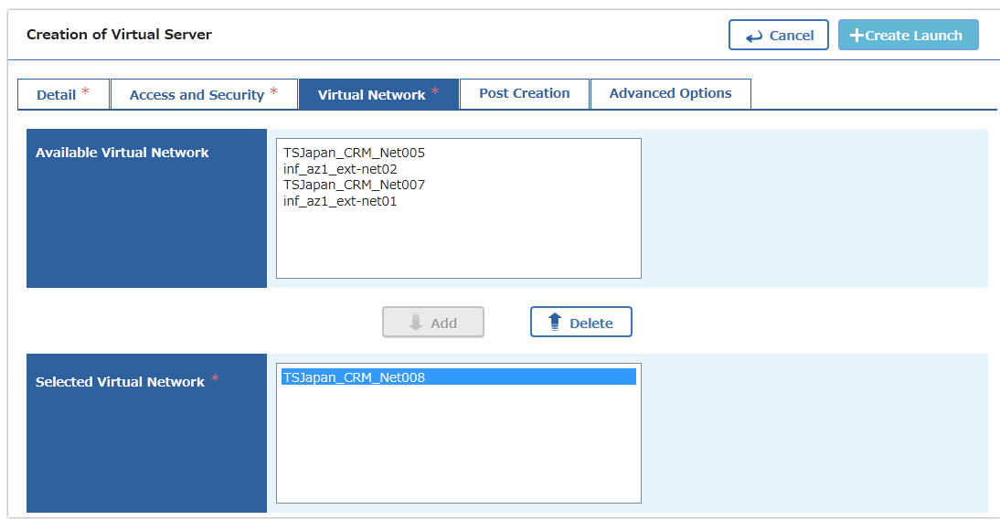 Creation of Virtual Server
Cancel
+Create Launch
Detail *
Access and Security *
Virtual Network *
Post Creation
Advanced Options
Available Virtual Network
TSJapan_CRM_Net005
inf_az1_ext-net02
TSJapan_CRM_Net007
inf_az1_ext-net01
Add
Delete
Selected Virtual Network *
TSJapan_CRM_Net008